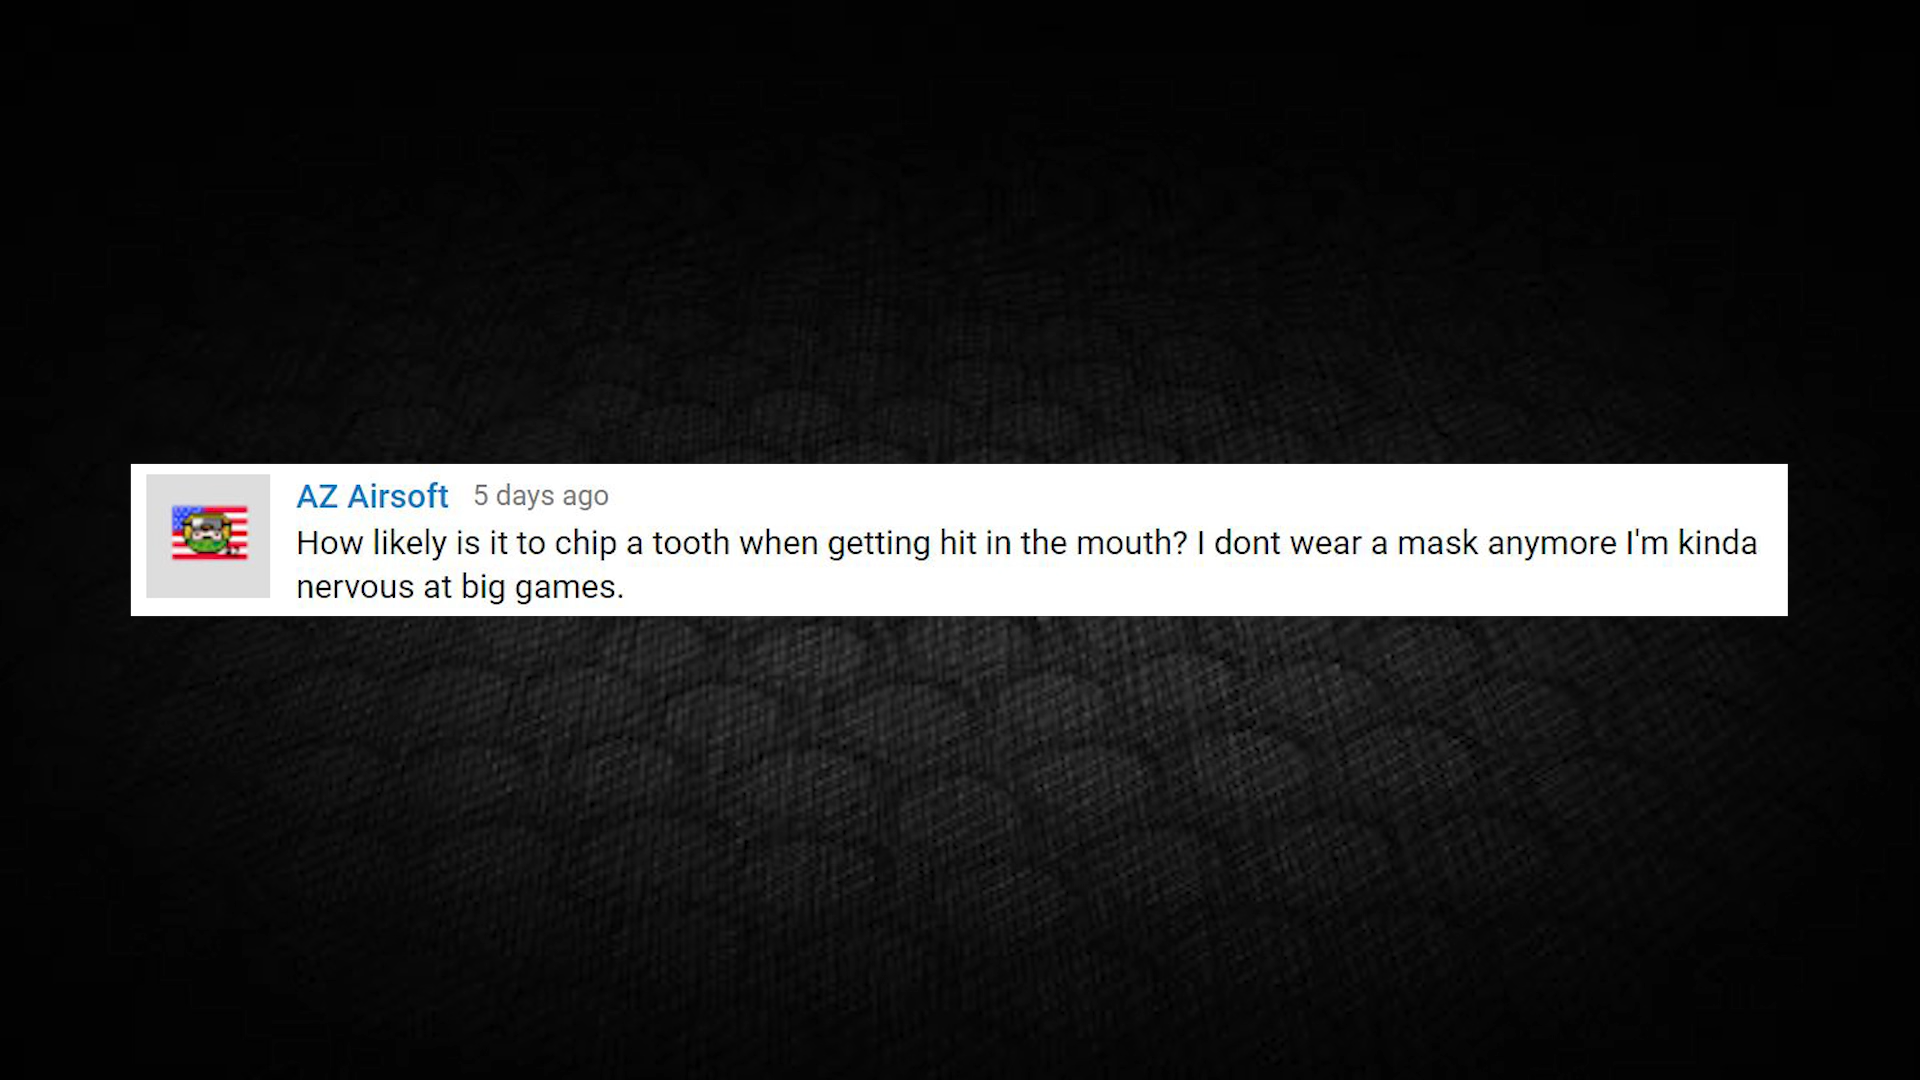 AZ Airsoft 5 days ago
How likely is it to chip a tooth when getting hit in the mouth? I dont wear a mask anymore I'm kinda
nervous at big games.